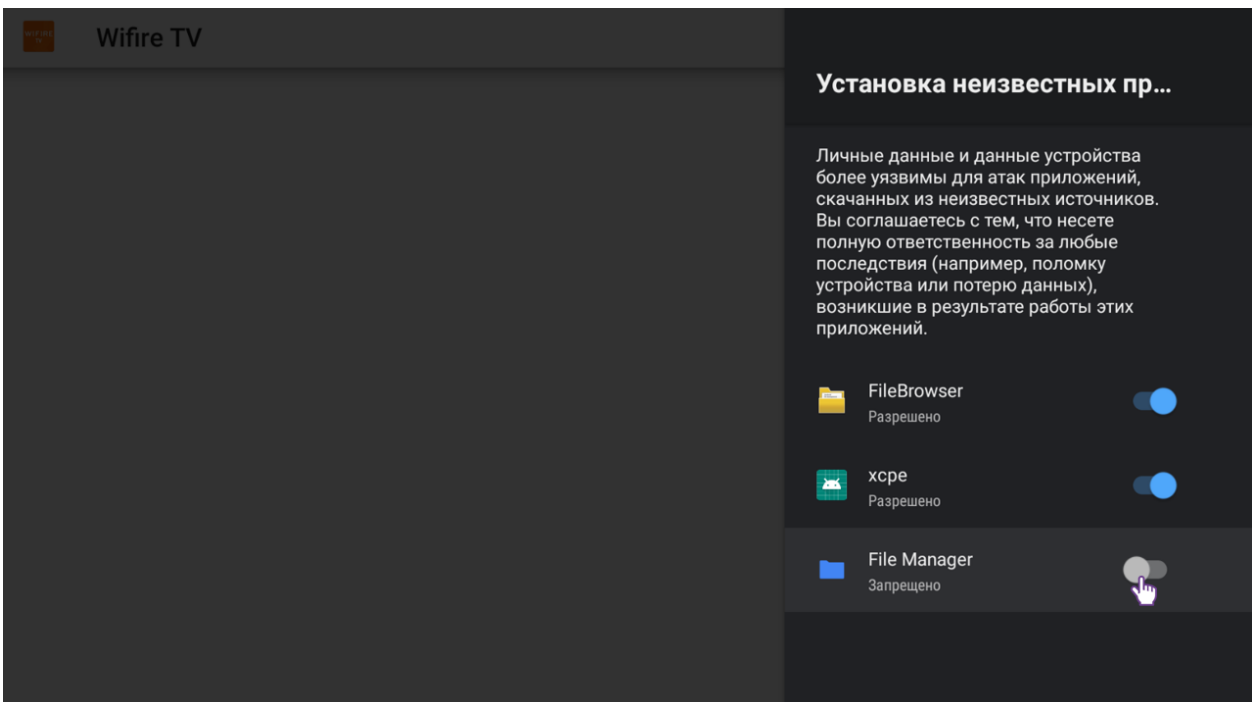 WIFIRE
TV
Wifire TV
Установка неизвестных пр...
Личные данные и данные устройства
более уязвимы для атак приложений,
скачанных из неизвестных источников.
Вы соглашаетесь с тем, что несете
полную ответственность за любые
последствия (например, поломку
устройства или потерю данных),
возникшие в результате работы этих
приложений.
FileBrowser
Разрешено
xcpe
Разрешено
File Manager
Запрещено